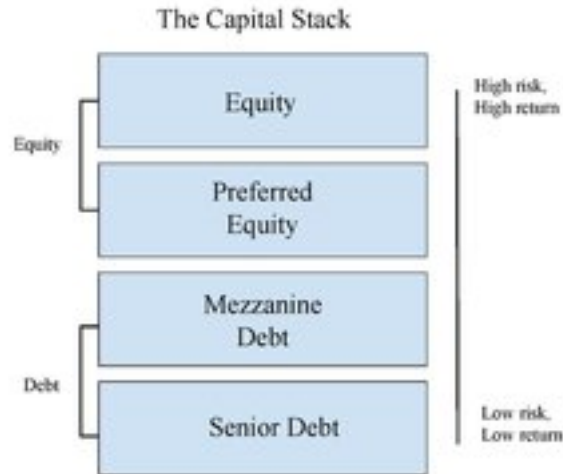 The Capital Stack
Equity
High risk,
High return
Equity
Preferred
Equity
Mezzanine
Debt
Debt
Senior Debt
Low risk,
Low return